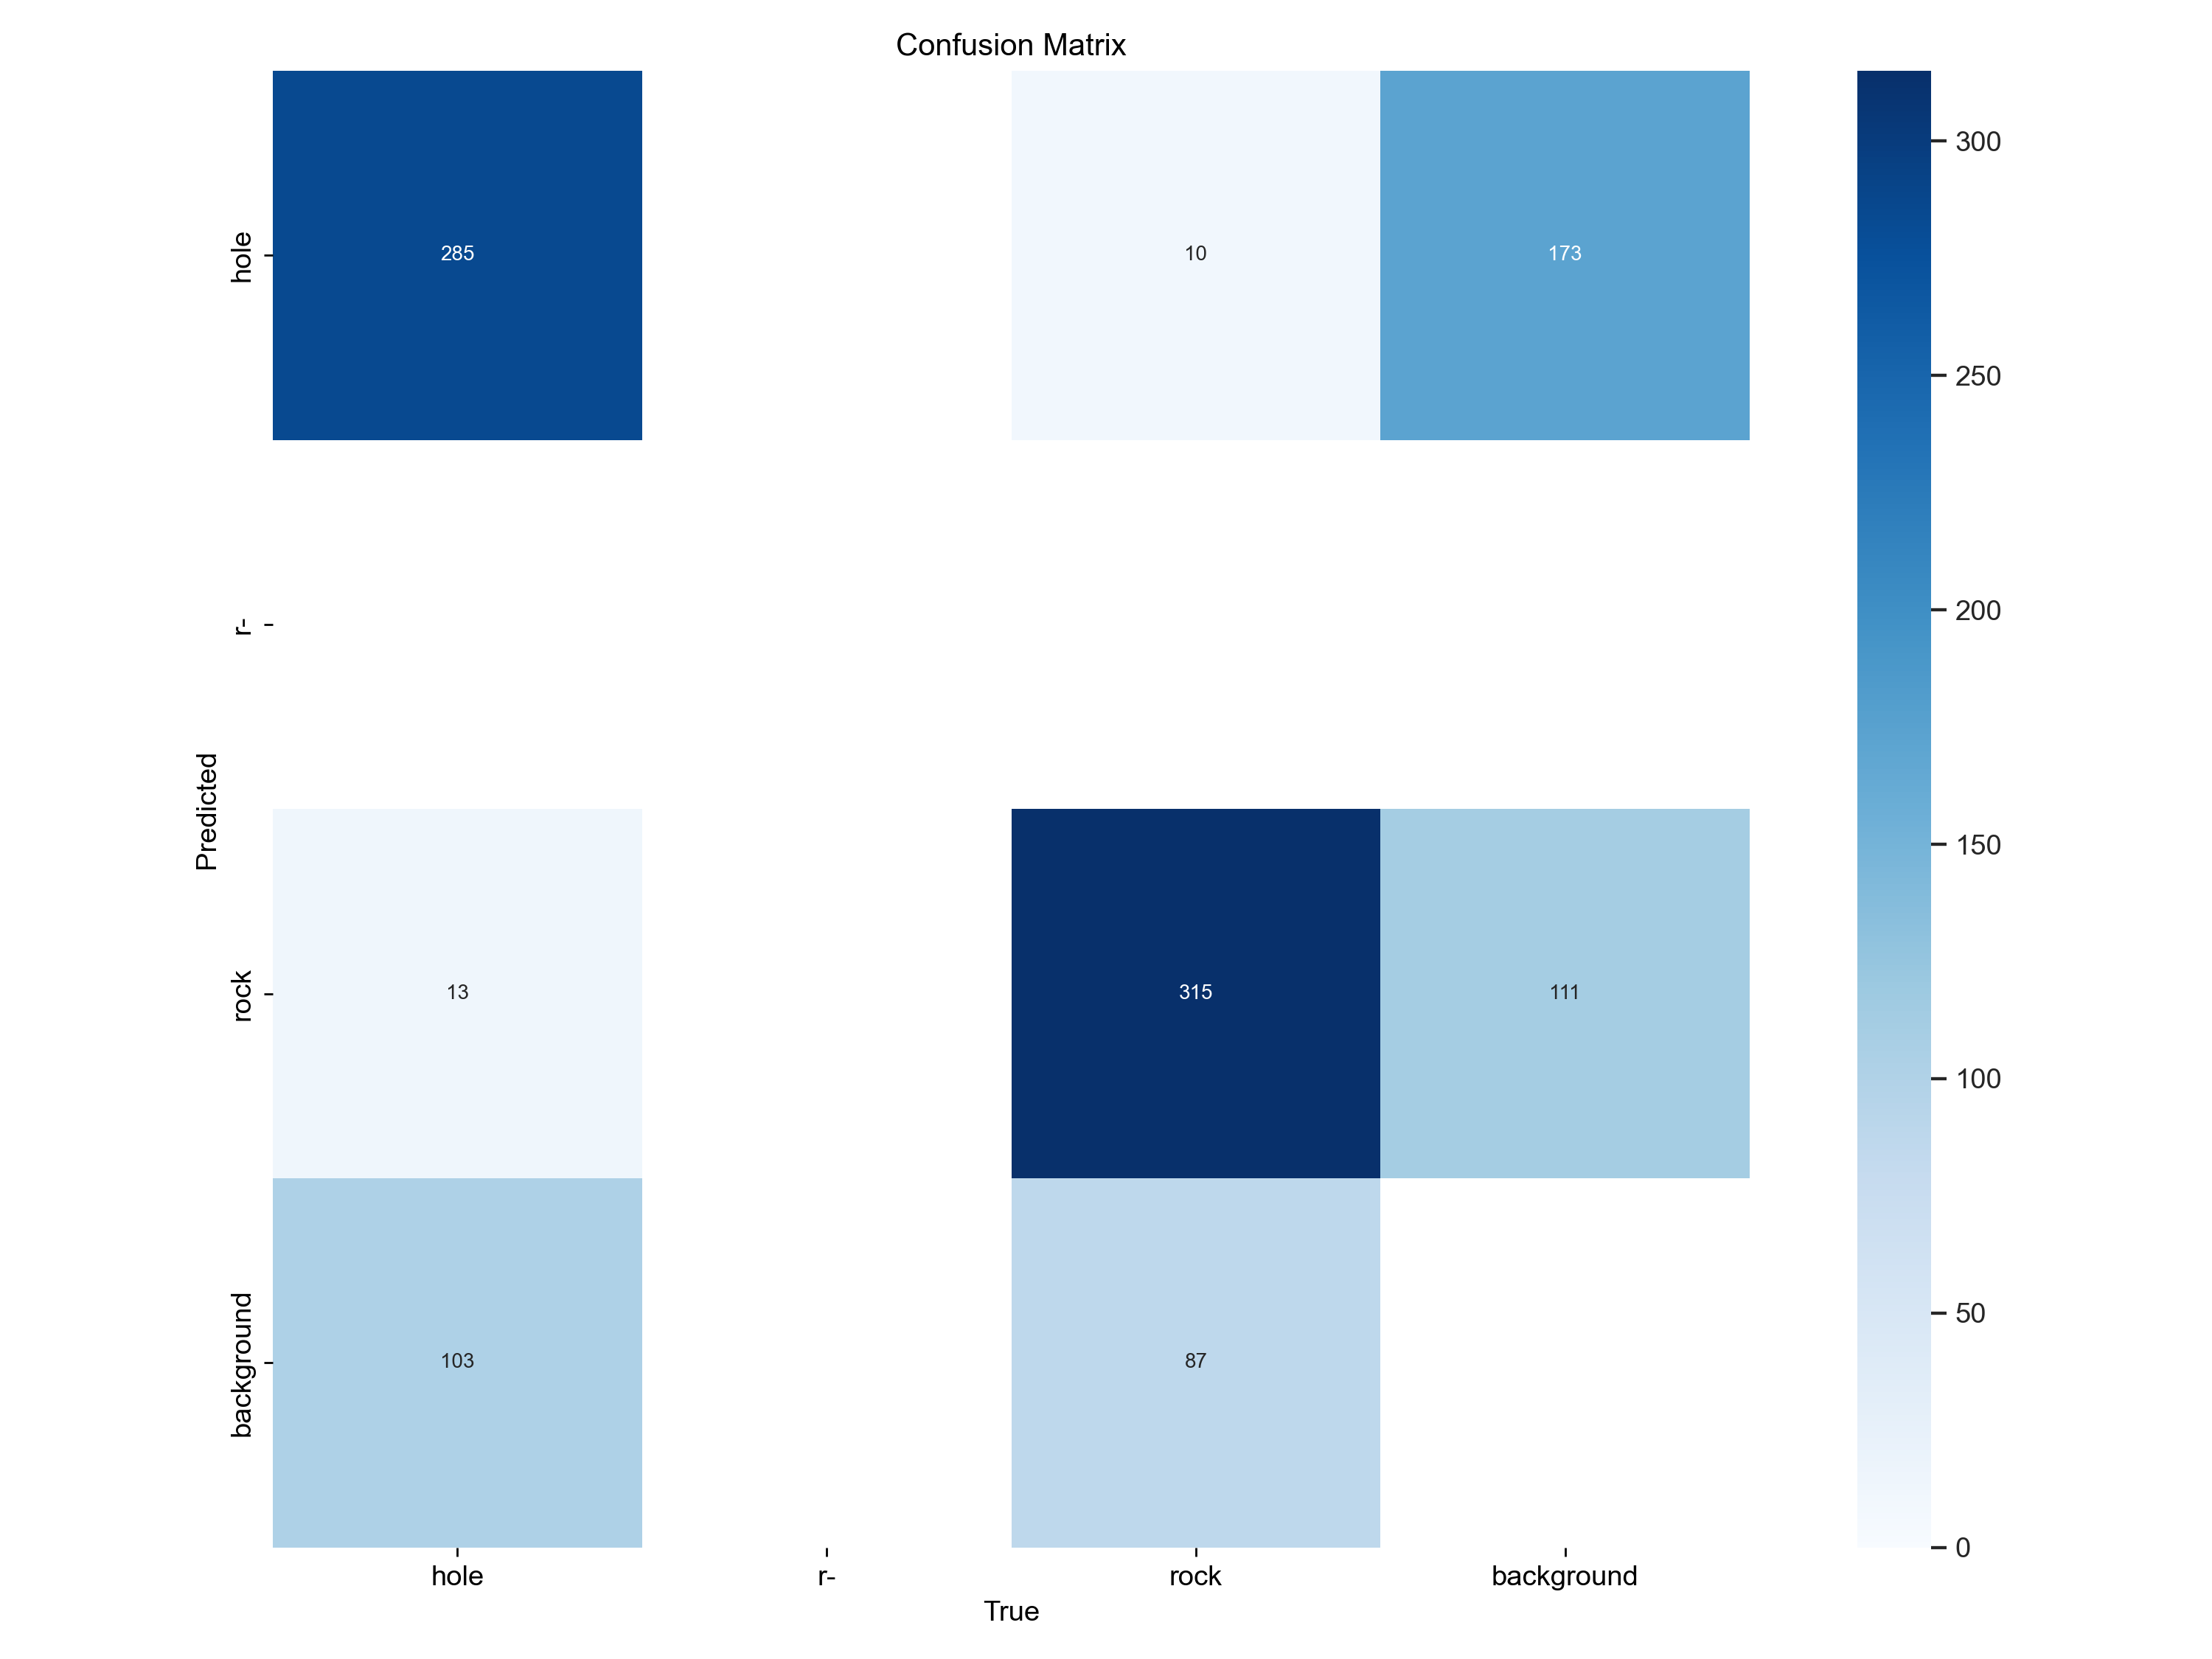 Confusion Matrix
hole
285
10
173
r-
rock
13
315
111
background
103
87
Predicted
hole
r-
rock
background
True
300
250
200
150
100
50
0